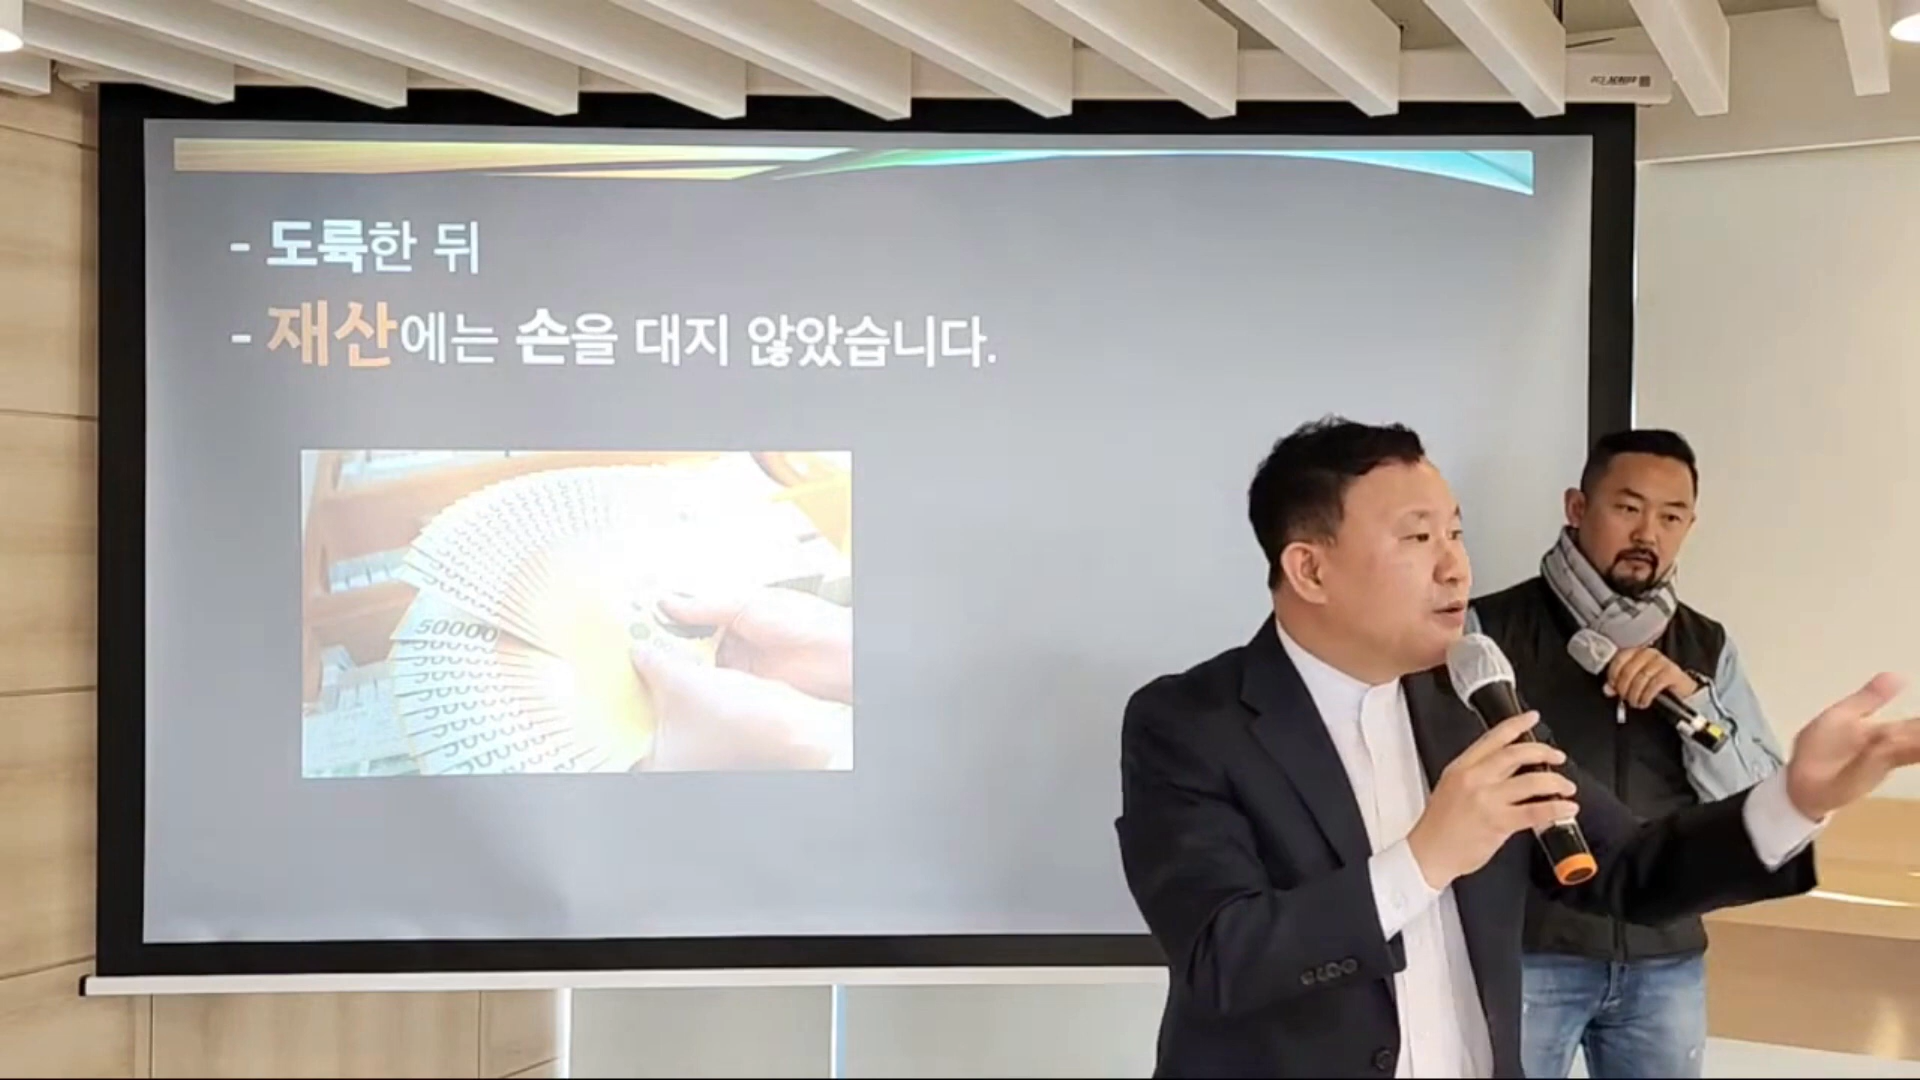 - 도륙한 뒤
- 재산에는 손을 대지 않았습니다.
50000